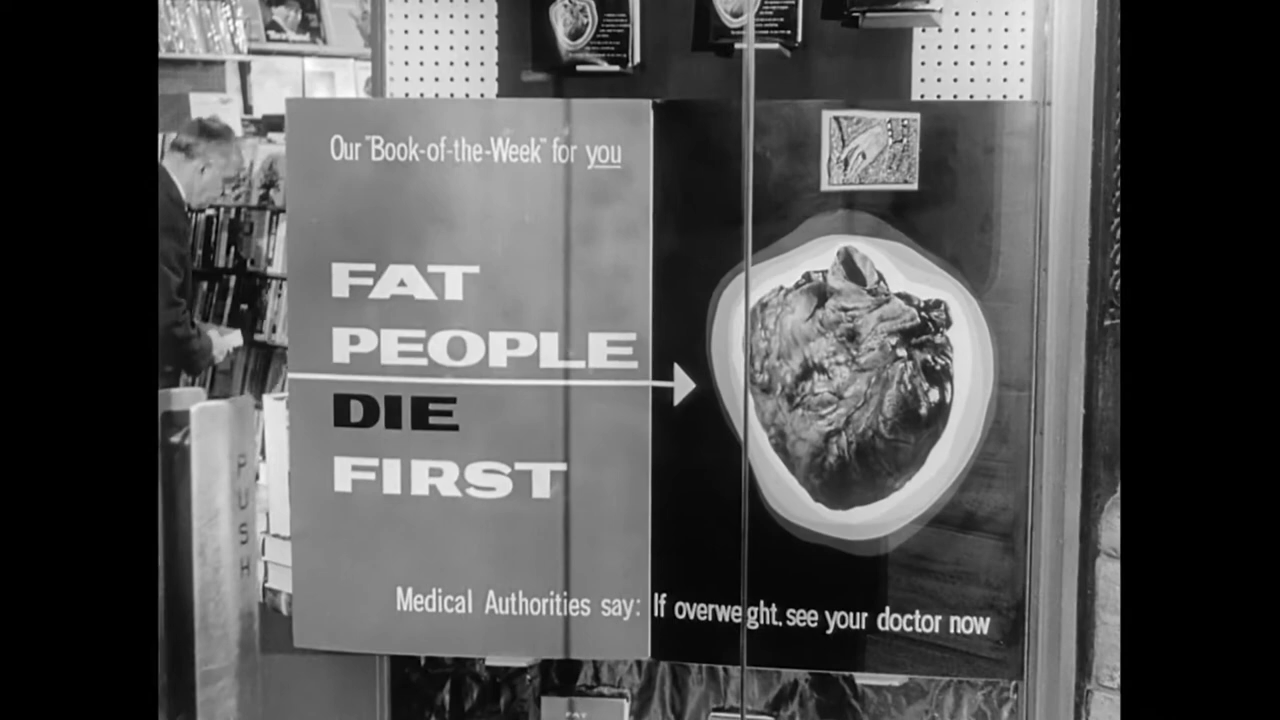 Our "Book-of-the-Week" for you
FAT
PEOPLE
DIE
FIRST
Medical Authorities say: If overweight, see your doctor now
PUSH
FAT